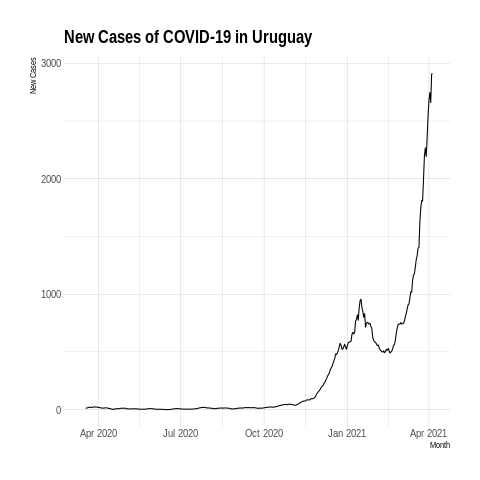 New Cases of COVID-19 in Uruguay
New Cases
3000
2000
1000
0
Apr 2020 Jul 2020 Oct 2020 Jan 2021 Apr 2021
Month